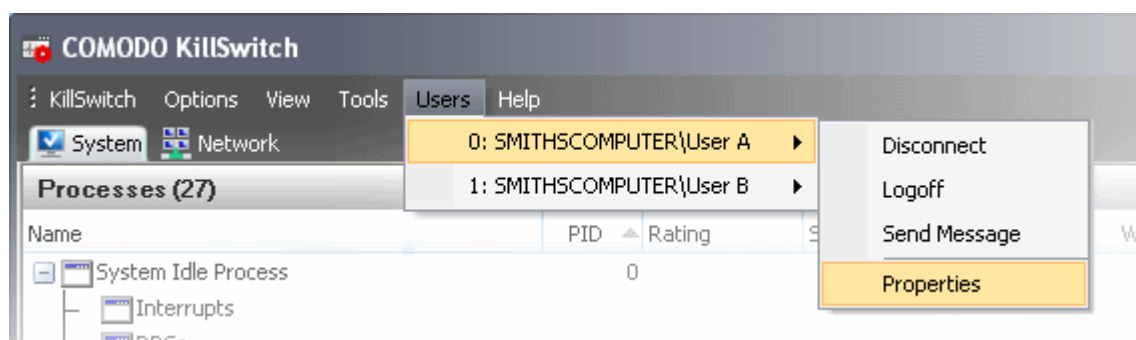 COMODO KillSwitch
KillSwitch Options View Tools Users Help
System Network
0: SMITHSCOMPUTER\User A
1: SMITHSCOMPUTER\User B
Disconnect
Logoff
Send Message
Properties
Processes (27)
Name PID Rating
System Idle Process 0
Interrupts